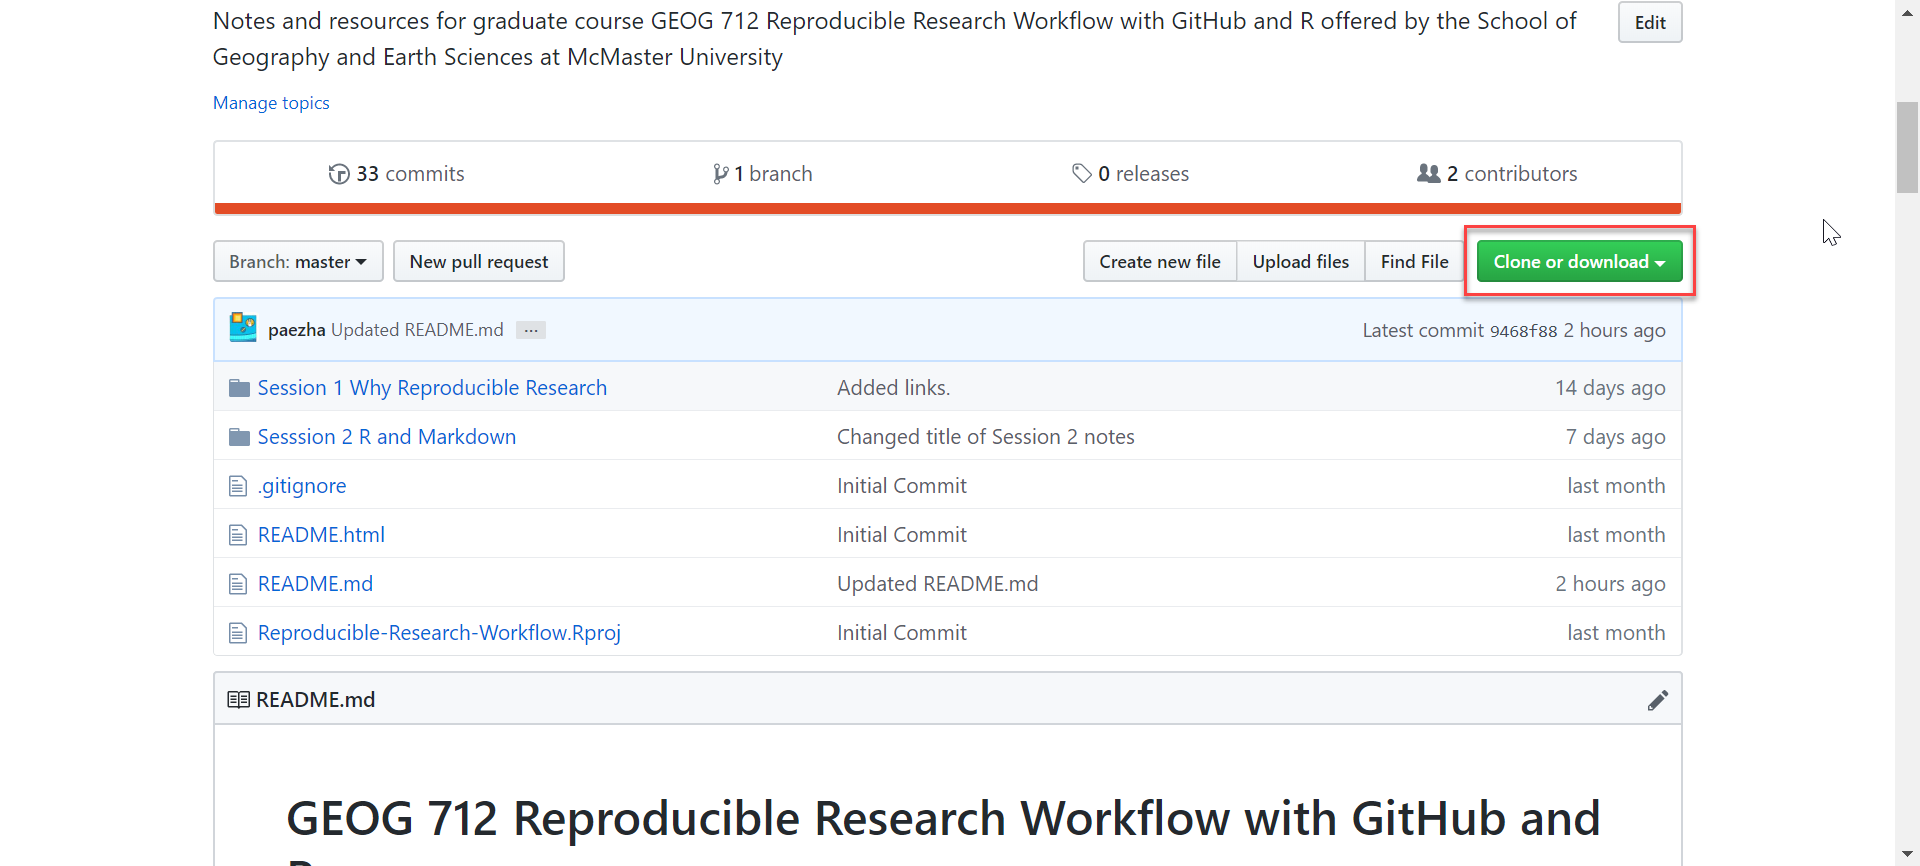 Notes and resources for graduate course GEOG 712 Reproducible Research Workflow with GitHub and R offered by the School of
Geography and Earth Sciences at McMaster University
Edit
Manage topics
33 commits
1 branch
0 releases
2 contributors
Branch: master
New pull request
Create new file
Upload files
Find File
Clone or download
paezha Updated README.md ...
Latest commit 9468f88 2 hours ago
Session 1 Why Reproducible Research Added links. 14 days ago
Sesssion 2 R and Markdown Changed title of Session 2 notes 7 days ago
.gitignore Initial Commit last month
README.html Initial Commit last month
README.md Updated README.md 2 hours ago
Reproducible-Research-Workflow.Rproj Initial Commit last month
README.md
GEOG 712 Reproducible Research Workflow with GitHub and